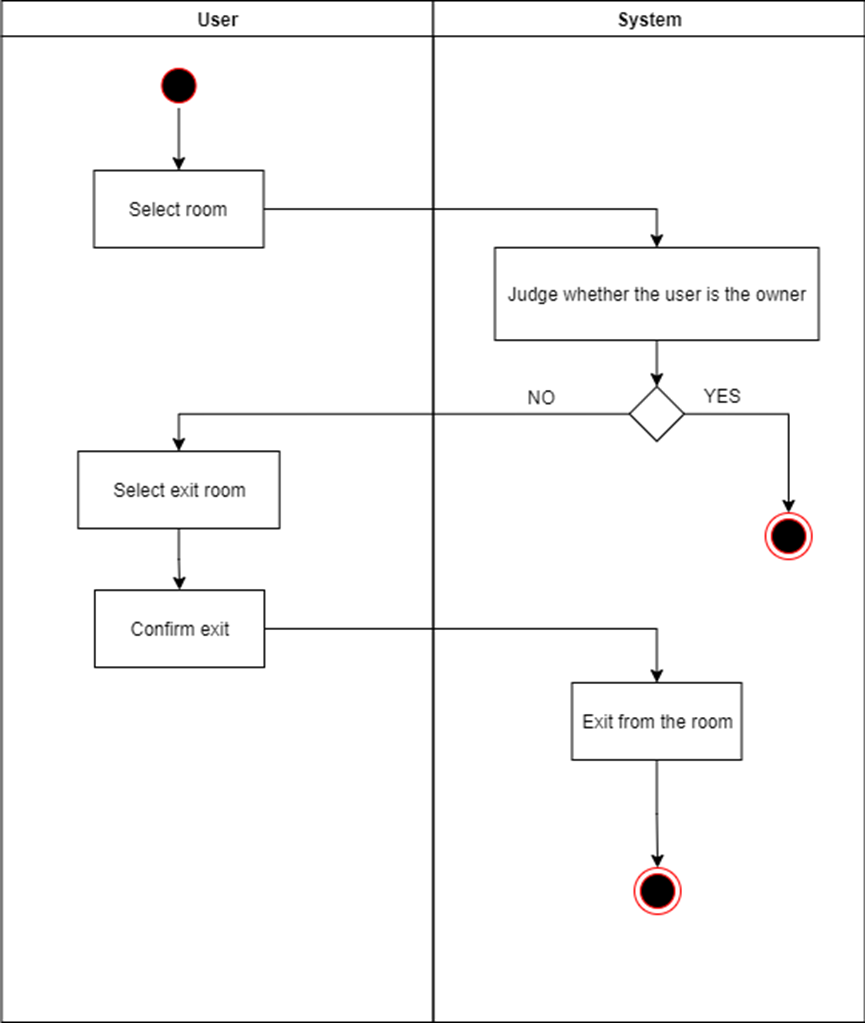 User
System
Select room
Judge whether the user is the owner
NO
YES
Select exit room
Confirm exit
Exit from the room